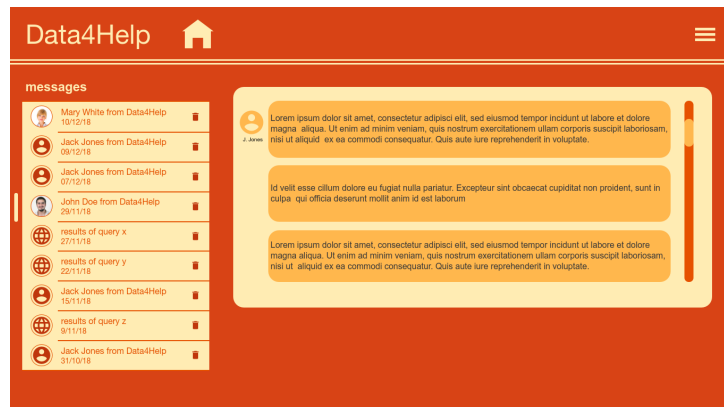 Data4Help
messages
Mary White from Data4Help
10/12/18
Jack Jones from Data4Help
09/12/18
Jack Jones from Data4Help
07/12/18
John Doe from Data4Help
29/11/18
results of query x
27/11/18
results of query y
22/11/18
Jack Jones from Data4Help
15/11/18
results of query z
9/11/18
Jack Jones from Data4Help
31/10/18
J. Jones
Lorem ipsum dolor sit amet, consectetur adipisci elit, sed eiusmod tempor incidunt ut labore et dolore
magna aliqua. Ut enim ad minim veniam, quis nostrum exercitationem ullam corporis suscipit laboriosam,
nisi ut aliquid ex ea commodi consequatur. Quis aute iure reprehenderit in voluptate.
Id velit esse cillum dolore eu fugiat nulla pariatur. Excepteur sint obcaecat cupiditat non proident, sunt in
culpa qui officia deserunt mollit anim id est laborum
Lorem ipsum dolor sit amet, consectetur adipisci elit, sed eiusmod tempor incidunt ut labore et dolore
magna aliqua. Ut enim ad minim veniam, quis nostrum exercitationem ullam corporis suscipit laboriosam,
nisi ut aliquid ex ea commodi consequatur. Quis aute iure reprehenderit in voluptate.